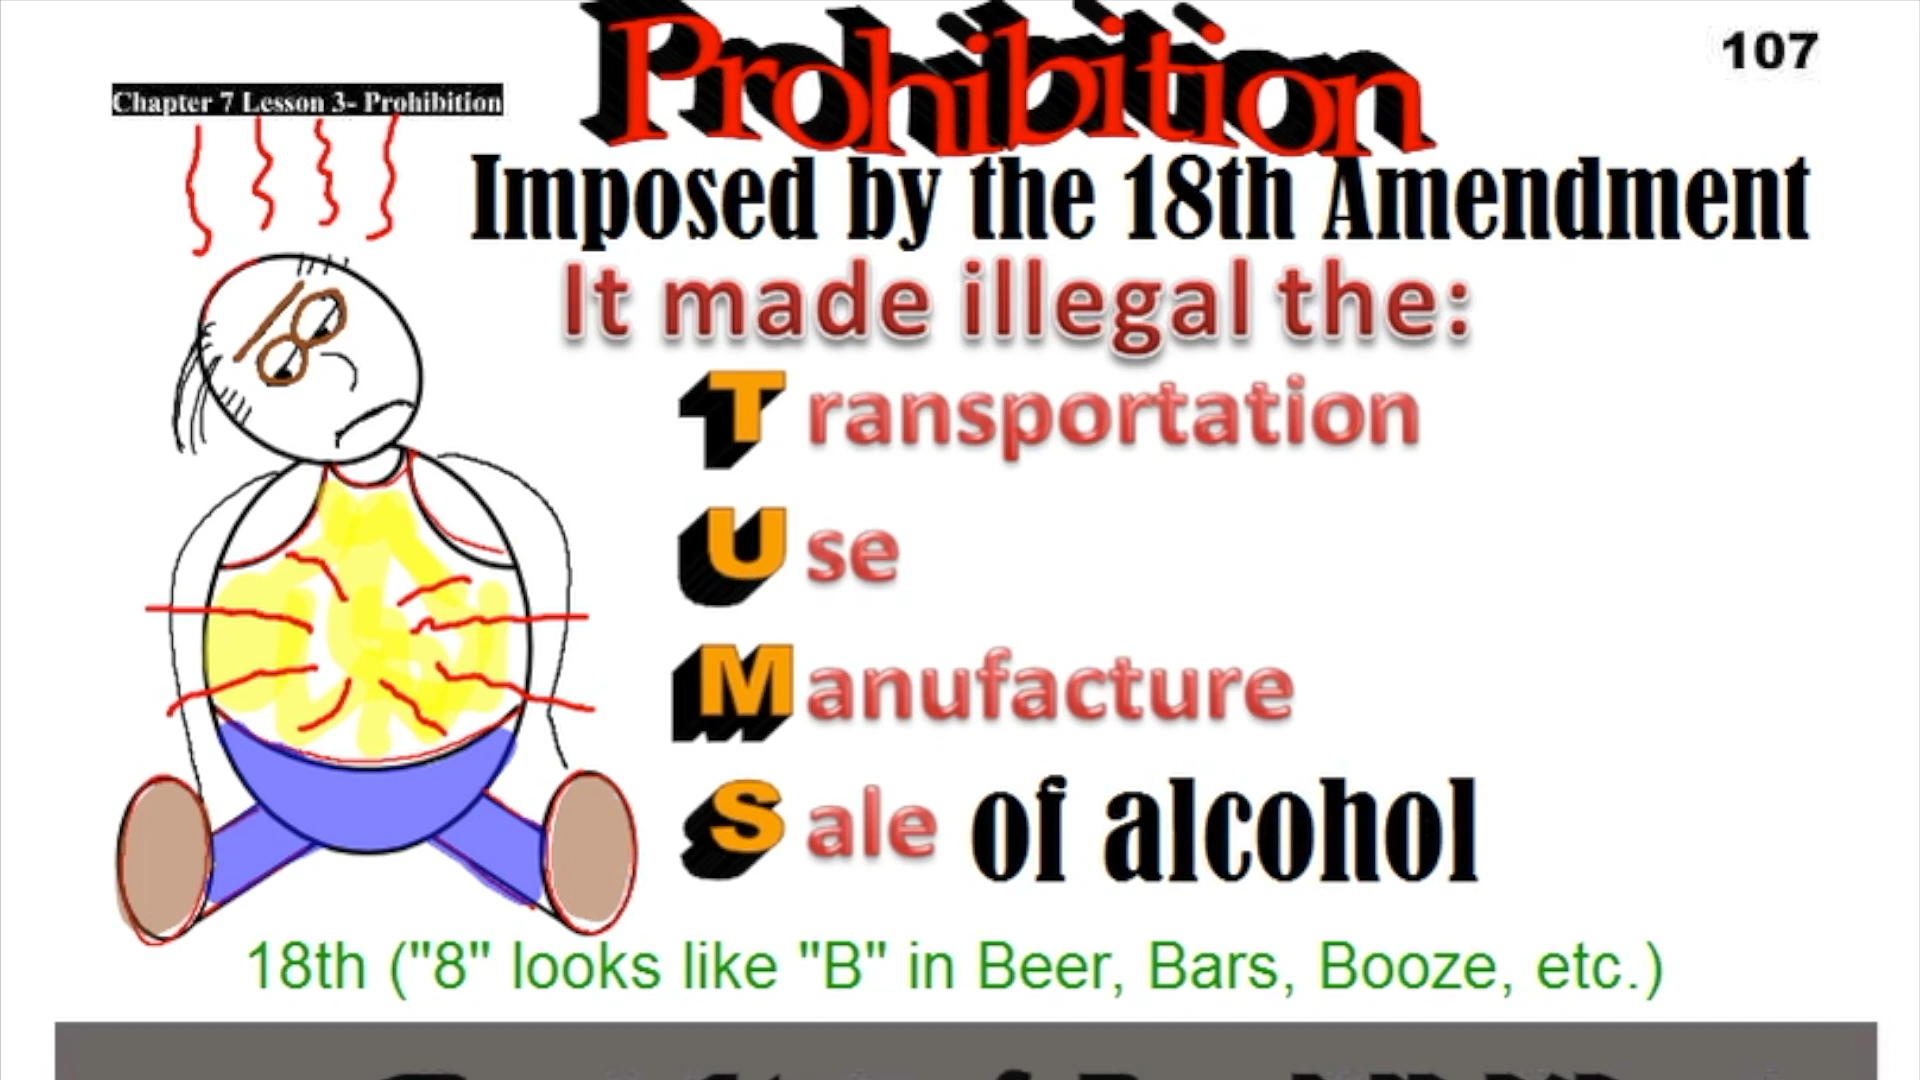 Prohibition
107
Chapter 7 Lesson 3- Prohibition
Imposed by the 18th Amendment
It made illegal the:
Transportation
Use
Manufacture
Sale of alcohol
18
18th ("8" looks like "B" in Beer, Bars, Booze, etc.)